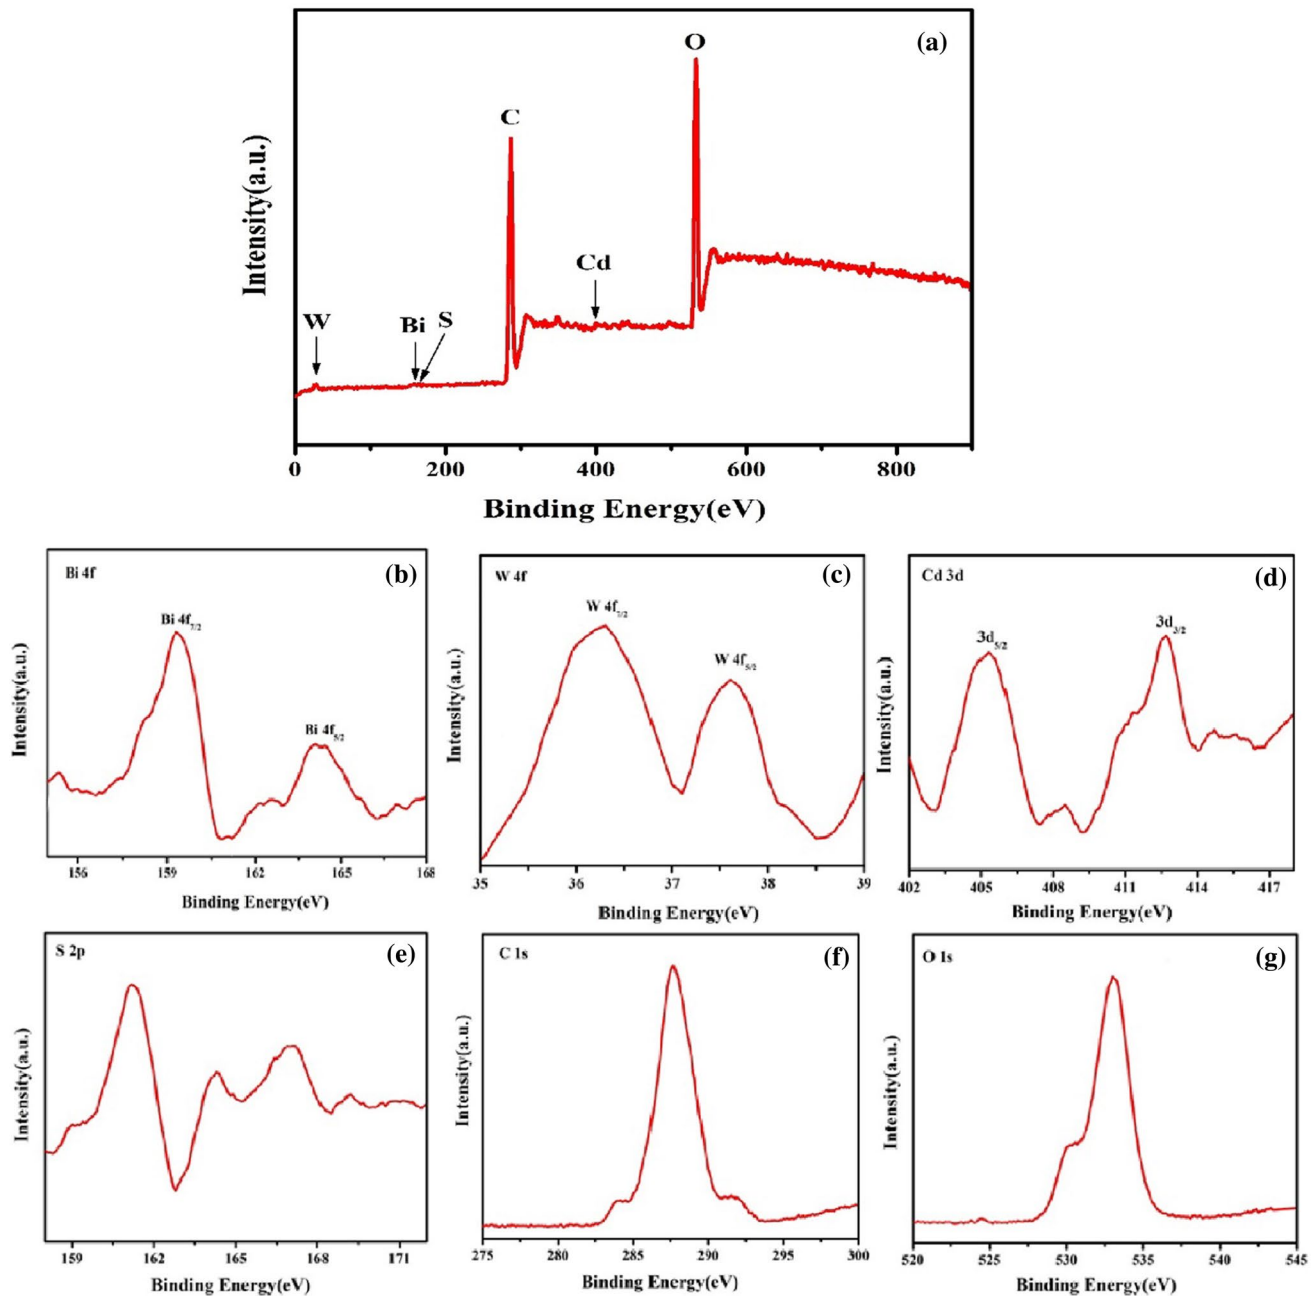 (a)
O
C
Cd
W
Bi
S
Intensity(a.u.)
0 200 400 600 800
Binding Energy(eV)
Bi 4f
(b)
Bi 4f7/2
Bi 4f5/2
Intensity(a.u.)
156 159 162 165 168
Binding Energy(eV)
W 4f
(c)
W 4f7/2
W 4f5/2
Intensity(a.u.)
35 36 37 38 39
Binding Energy(eV)
Cd 3d
(d)
3d5/2
3d3/2
Intensity(a.u.)
402 405 408 411 414 417
Binding Energy(eV)
S 2p
(e)
Intensity(a.u.)
159 162 165 168 171
Binding Energy(eV)
C 1s
(f)
Intensity(a.u.)
275 280 285 290 295 300
Binding Energy(eV)
O 1s
(g)
Intensity(a.u.)
520 525 530 535 540 545
Binding Energy(eV)